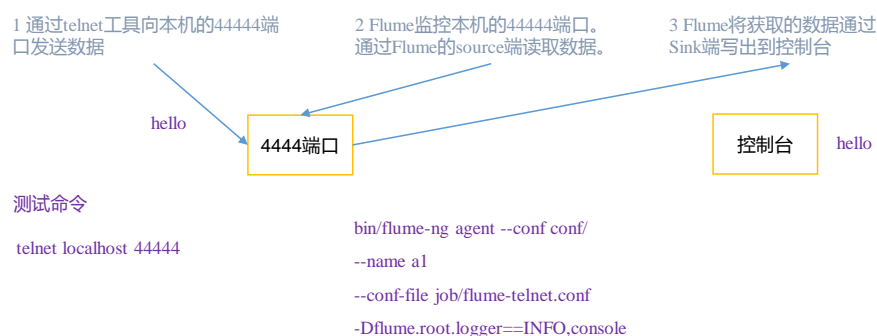 1 通过telnet工具向本机的44444端
口发送数据
2 Flume监控本机的44444端口。
通过Flume的source端读取数据。
3 Flume将获取的数据通过
Sink端写出到控制台
hello
4444端口
控制台
hello
测试命令
telnet localhost 44444
bin/flume-ng agent --conf conf/
--name a1
--conf-file job/flume-telnet.conf
-Dflume.root.logger==INFO,console